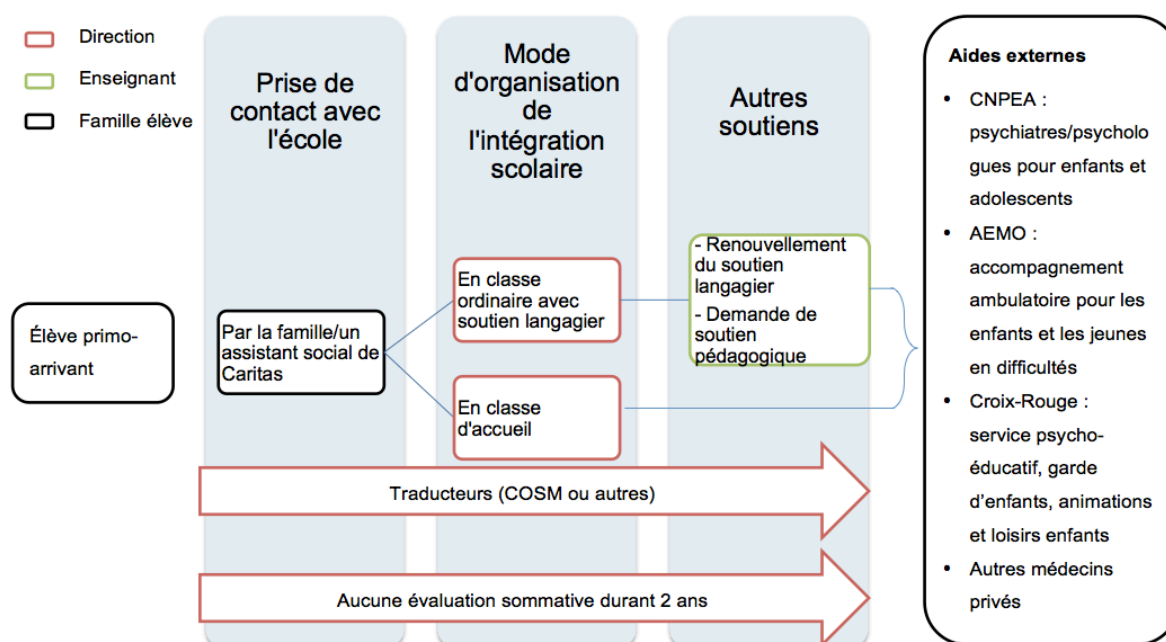 Direction
Enseignant
Famille élève
Prise de
contact avec
l'école
Mode
d'organisation
de
l'intégration
scolaire
Autres
soutiens
Élève primo-
arrivant
Par la famille/un
assistant social de
Caritas
En classe
ordinaire avec
soutien langagier
En classe
d'accueil
- Renouvellement
du soutien
langagier
- Demande de
soutien
pédagogique
Traducteurs (COSM ou autres)
Aucune évaluation sommative durant 2 ans
Aides externes
• CNPEA :
psychiatres/psycholo
gues pour enfants et
adolescents
• AEMO :
accompagnement
ambulatoire pour les
enfants et les jeunes
en difficultés
• Croix-Rouge :
service psycho-
éducatif, garde
d'enfants, animations
et loisirs enfants
• Autres médecins
privés